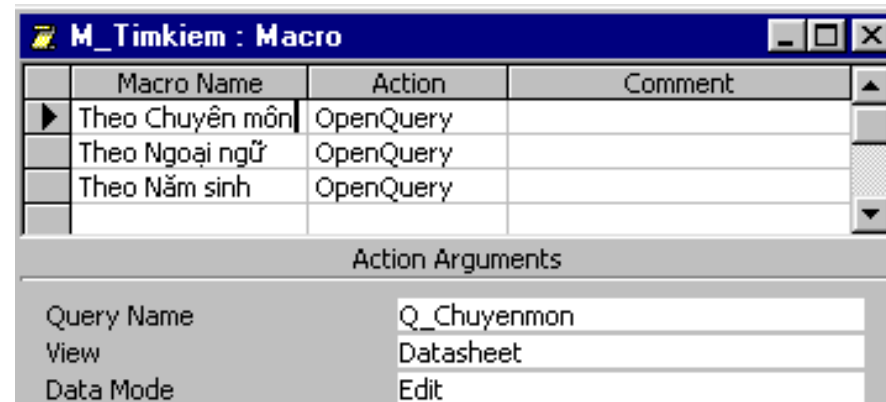 M_Timkiem : Macro
Macro Name Action Comment
Theo Chuyên môn OpenQuery
Theo Ngoại ngữ OpenQuery
Theo Năm sinh OpenQuery
Action Arguments
Query Name Q_Chuyenmon
View Datasheet
Data Mode Edit